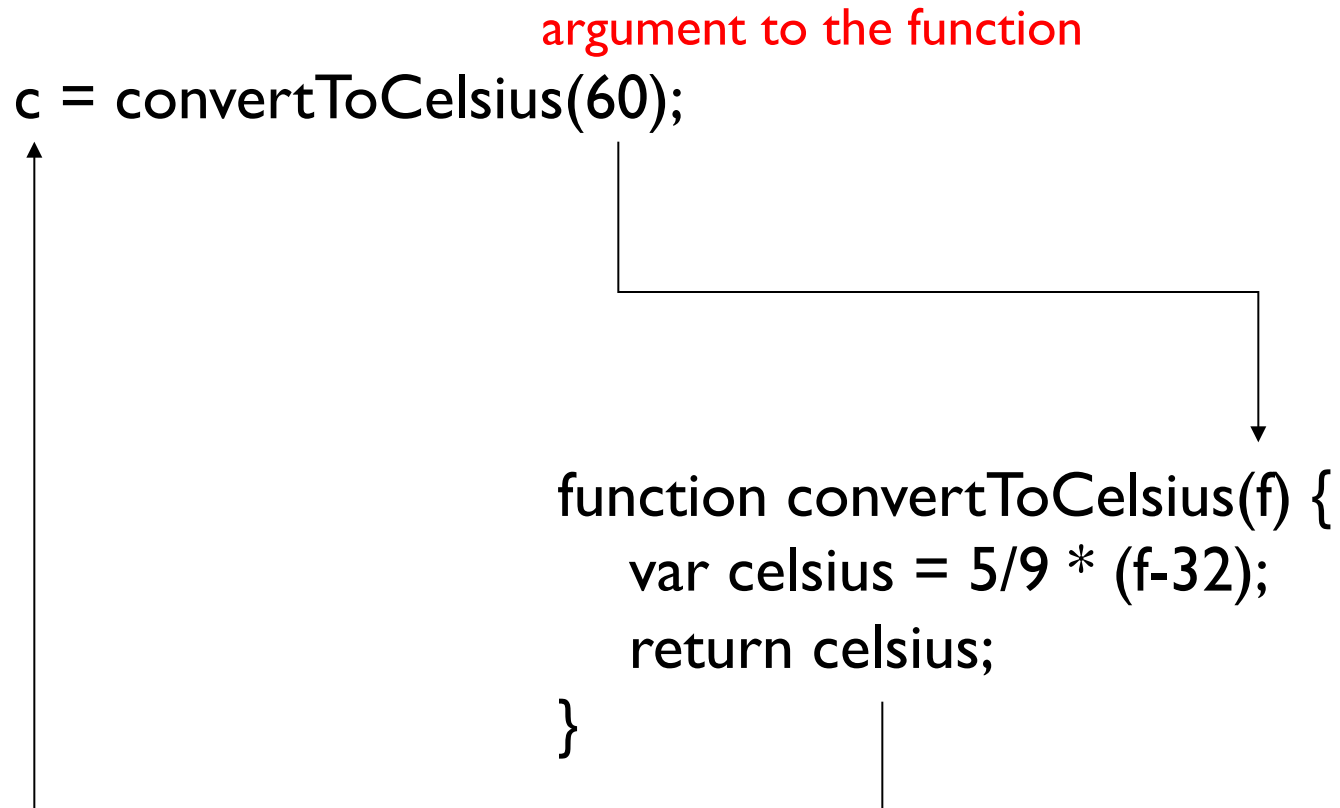 argument to the function
c = convertToCelsius(60);
function convertToCelsius(f) {
var celsius = 5/9 * (f-32);
return celsius;
}